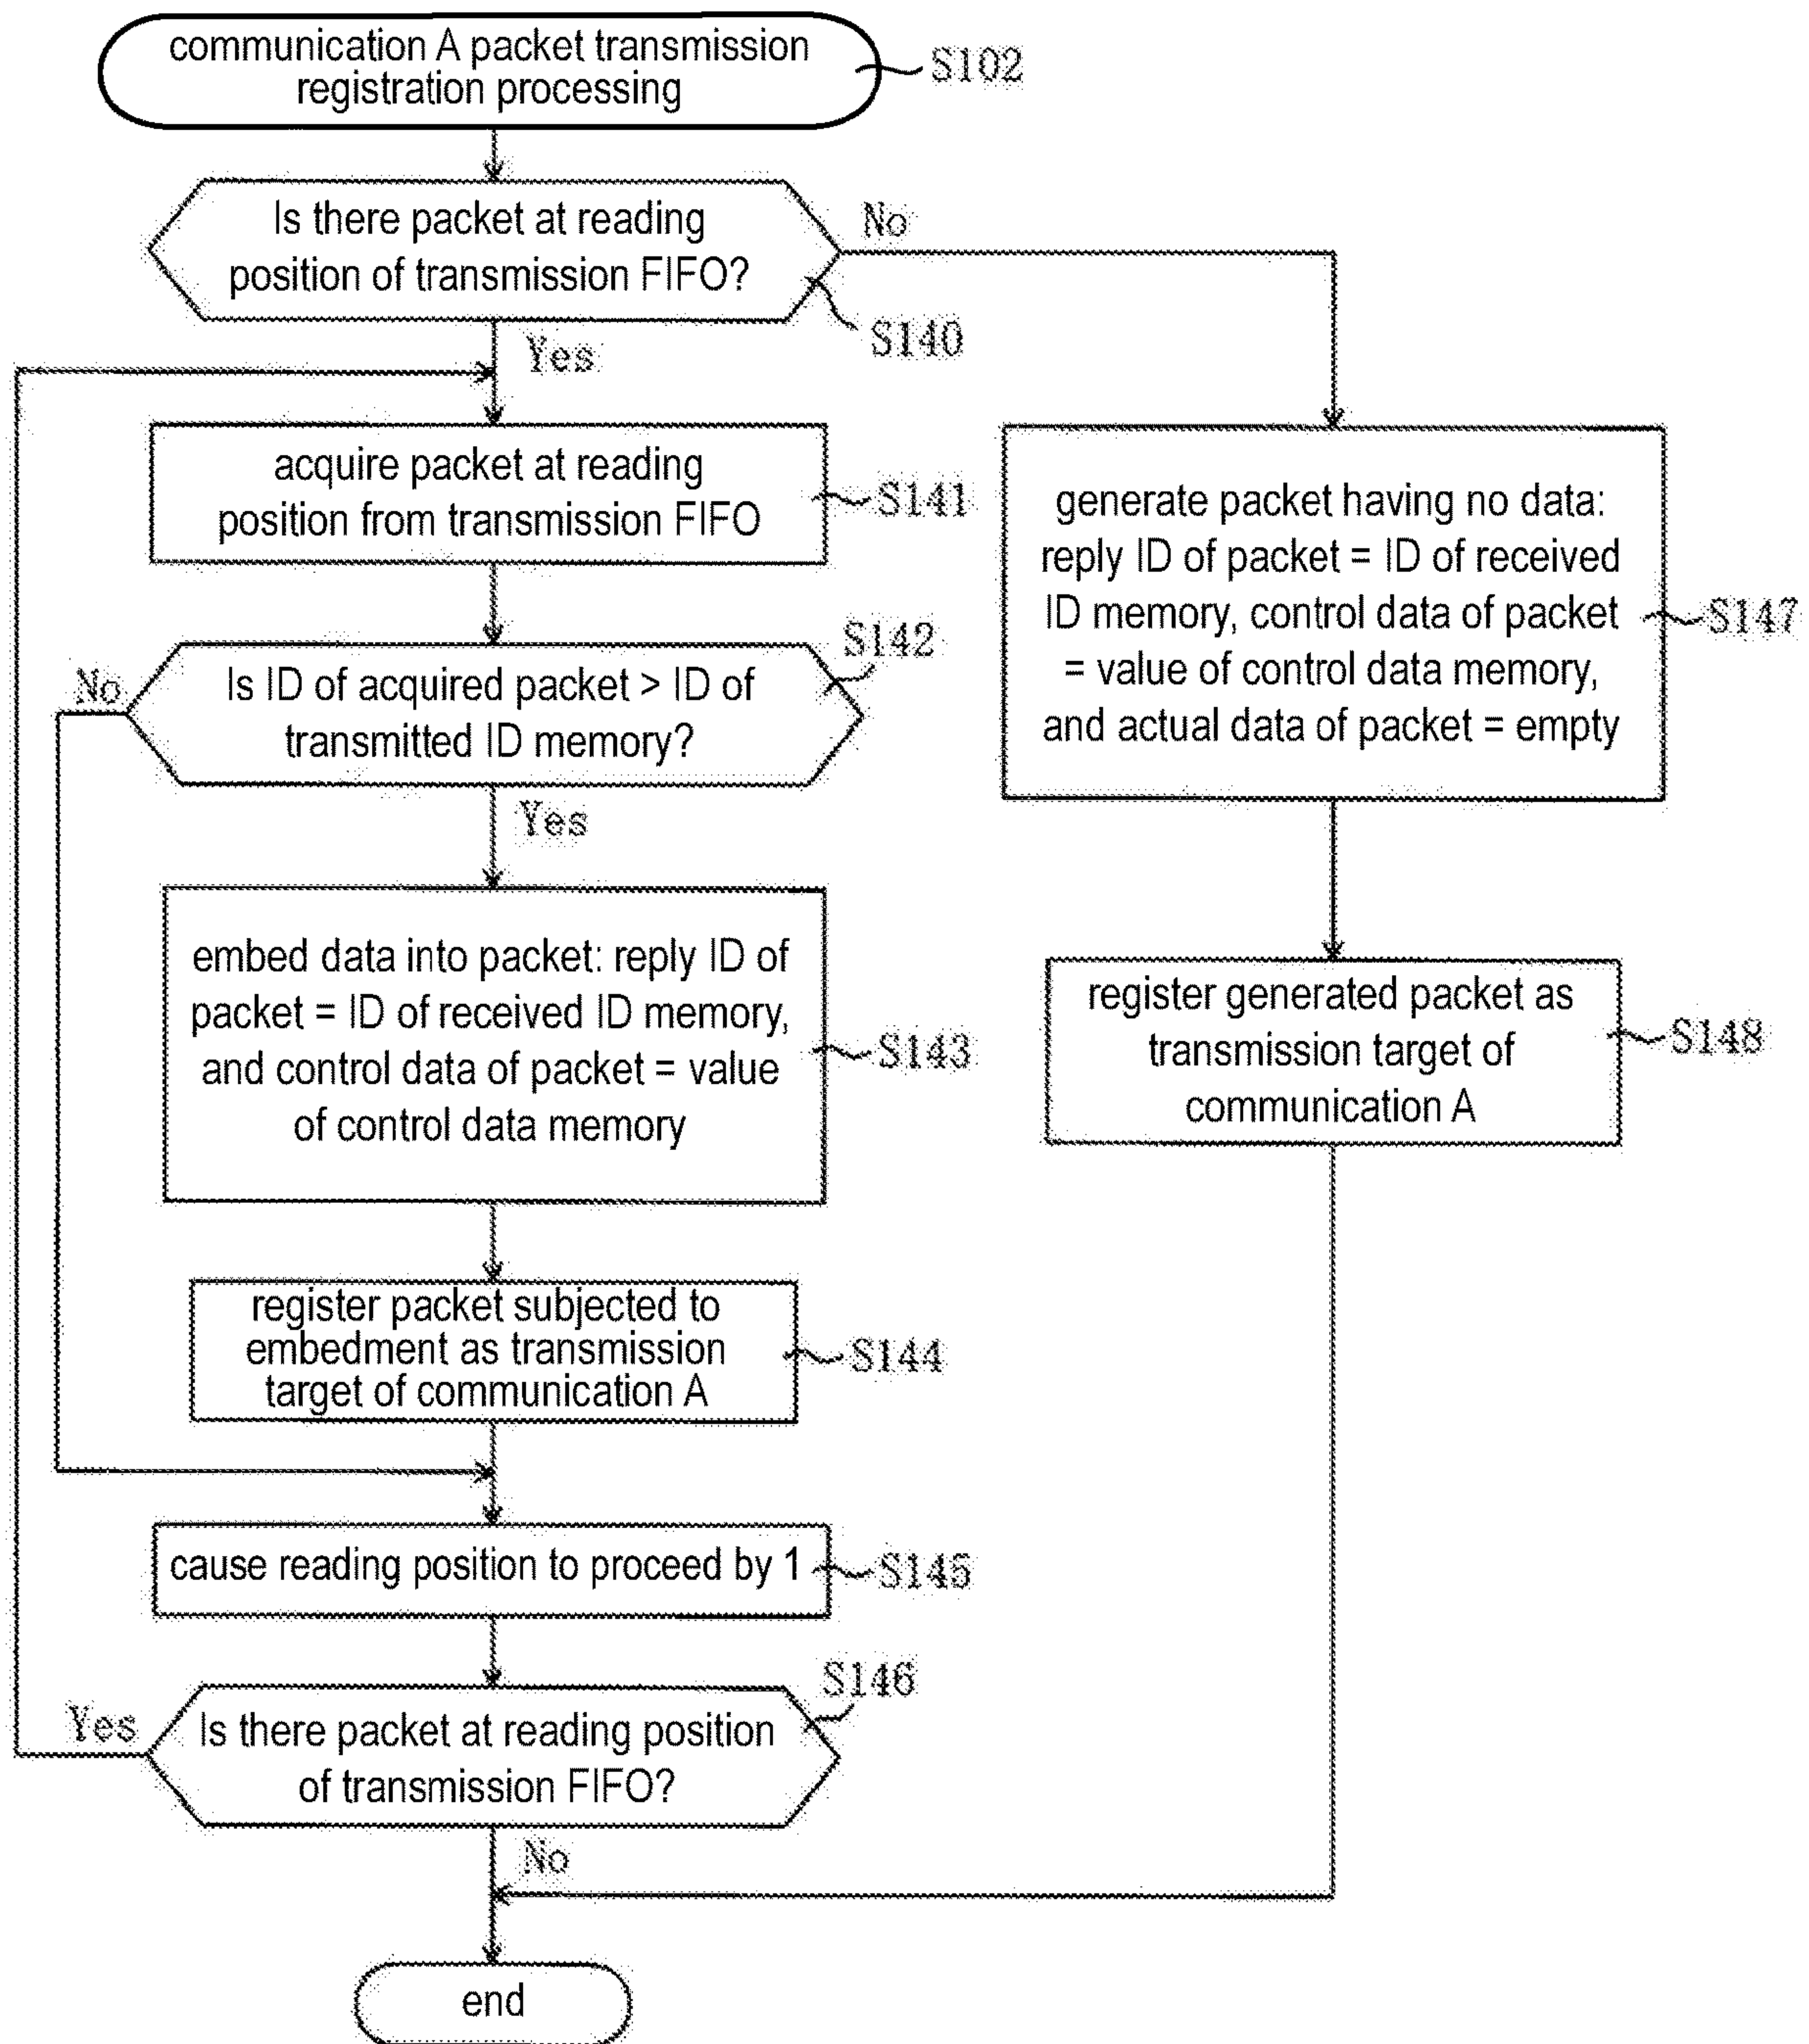 communication A packet transmission
registration processing
S102
Is there packet at reading
position of transmission FIFO?
No
S140
Yes
acquire packet at reading
position from transmission FIFO
S141
generate packet having no data:
reply ID of packet = ID of received
ID memory, control data of packet
= value of control data memory,
and actual data of packet = empty
S147
S142
No
Is ID of acquired packet > ID of
transmitted ID memory?
Yes
embed data into packet: reply ID of
packet = ID of received ID memory,
and control data of packet = value
of control data memory
S143
register generated packet as
transmission target of
communication A
S148
register packet subjected to
embedment as transmission
target of communication A
S144
cause reading position to proceed by 1
S145
S146
Yes
Is there packet at reading position
of transmission FIFO?
No
end